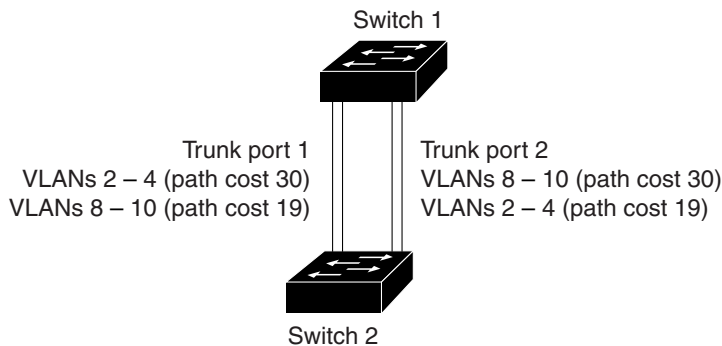 Switch 1
Trunk port 1
VLANs 2 – 4 (path cost 30)
VLANs 8 – 10 (path cost 19)
Trunk port 2
VLANs 8 – 10 (path cost 30)
VLANs 2 – 4 (path cost 19)
Switch 2